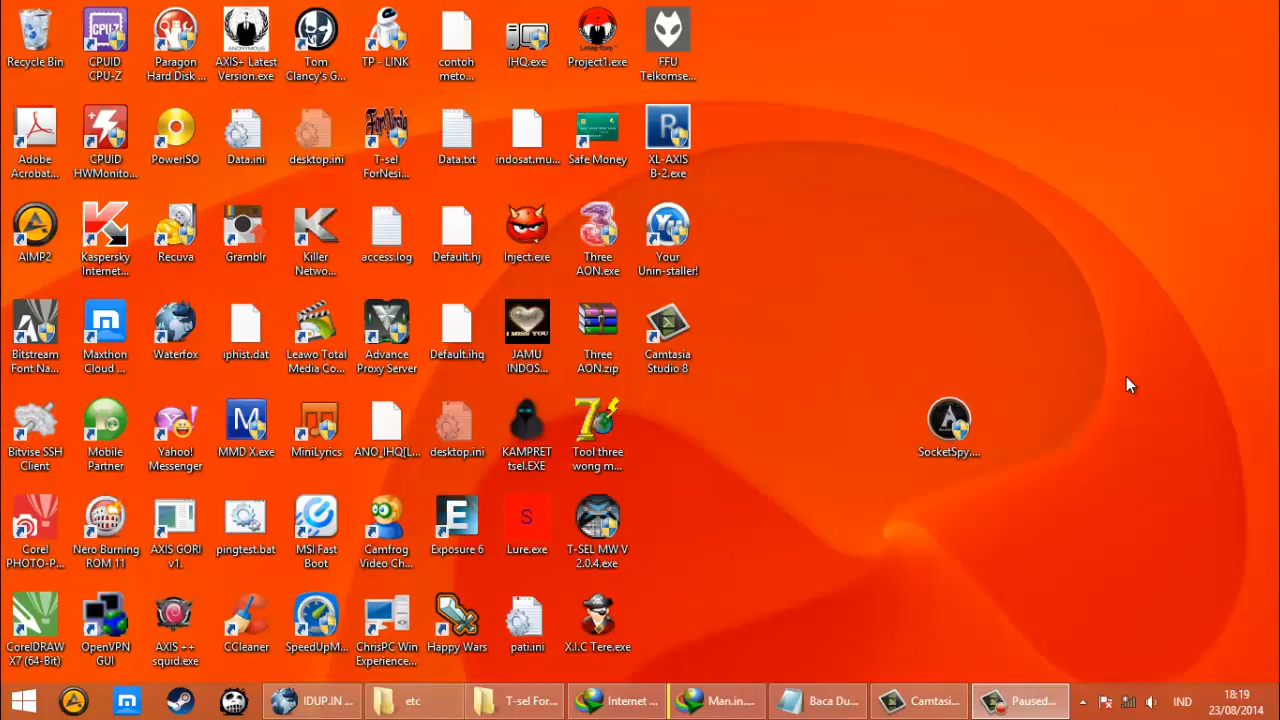 Recycle Bin
CPUID
CPU-Z
Paragon
Hard Disk ...
AXIS+ Latest
Version.exe
Tom
Clancy's G...
TP - LINK
contoh
meto...
IHQ.exe
Project1.exe
FFU
Telkomse...
Adobe
Acrobat...
CPUID
HWMonito...
PowerISO
Data.ini
desktop.ini
T-sel
ForNesi...
Data.txt
indosat.mu...
Safe Money
XL-AXIS
B-2.exe
AIMP2
Kaspersky
Internet...
Recuva
Gramblr
Killer
Netwo...
access.log
Default.hj
Inject.exe
Three
AON.exe
Your
Unin-staller!
Bitstream
Font Na...
Maxthon
Cloud ...
Waterfox
iphist.dat
Leawo Total
Media Co...
Advance
Proxy Server
Default.ihq
JAMU
INDOS...
Three
AON.zip
Camtasia
Studio 8
Bitvise SSH
Client
Mobile
Partner
Yahoo!
Messenger
MMD X.exe
MiniLyrics
ANO_IHQ[L...
desktop.ini
KAMPRET
tsel.EXE
Tool three
wong m...
SocketSpy....
Corel
PHOTO-P...
Nero Burning
ROM 11
AXIS GORI
v1.
pingtest.bat
MSI Fast
Boot
Camfrog
Video Ch...
Exposure 6
Lure.exe
T-SEL MW V
2.0.4.exe
CorelDRAW
X7 (64-Bit)
OpenVPN
GUI
AXIS ++
squid.exe
CCleaner
SpeedUpM...
ChrisPC Win
Experience...
Happy Wars
pati.ini
X.I.C Tere.exe
IDUP.IN ...
etc
T-sel For...
Internet ...
Man.in....
Baca Du...
Camtasi...
Paused...
IND
18:19
23/08/2014